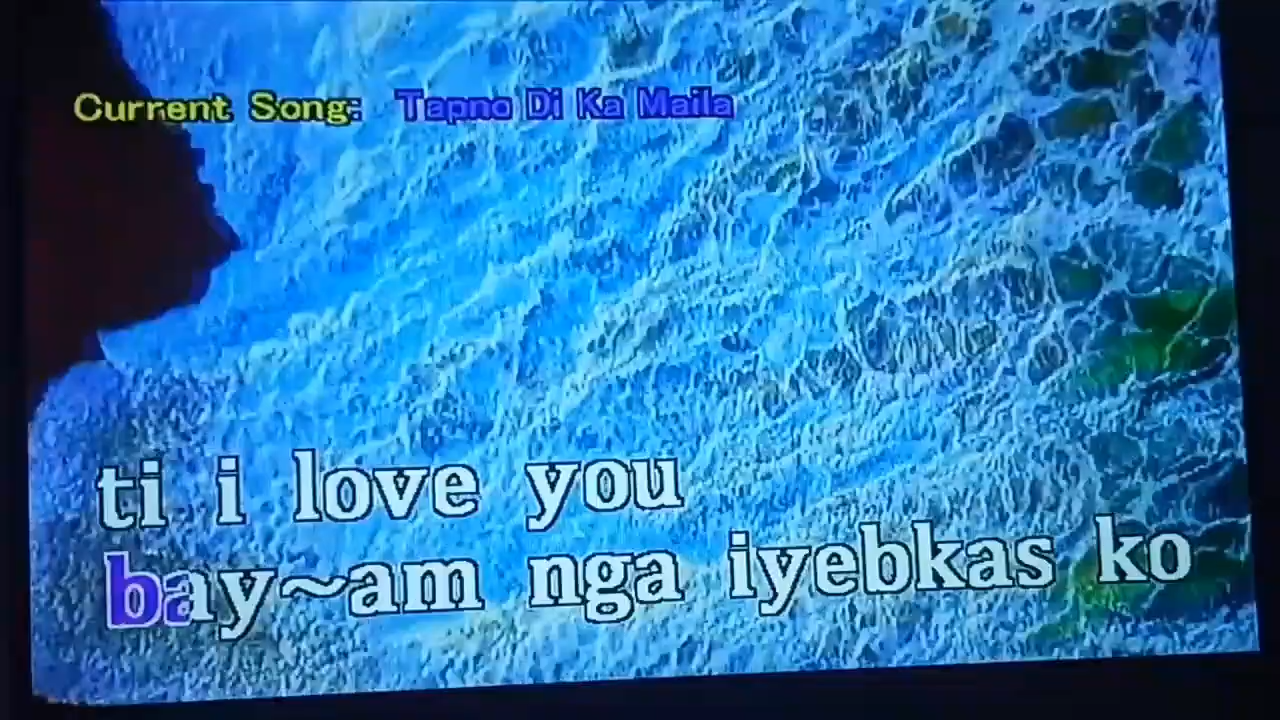 Current Song: Tapno Di Ka Maila
ti i love you
bay~am nga iyebkas ko